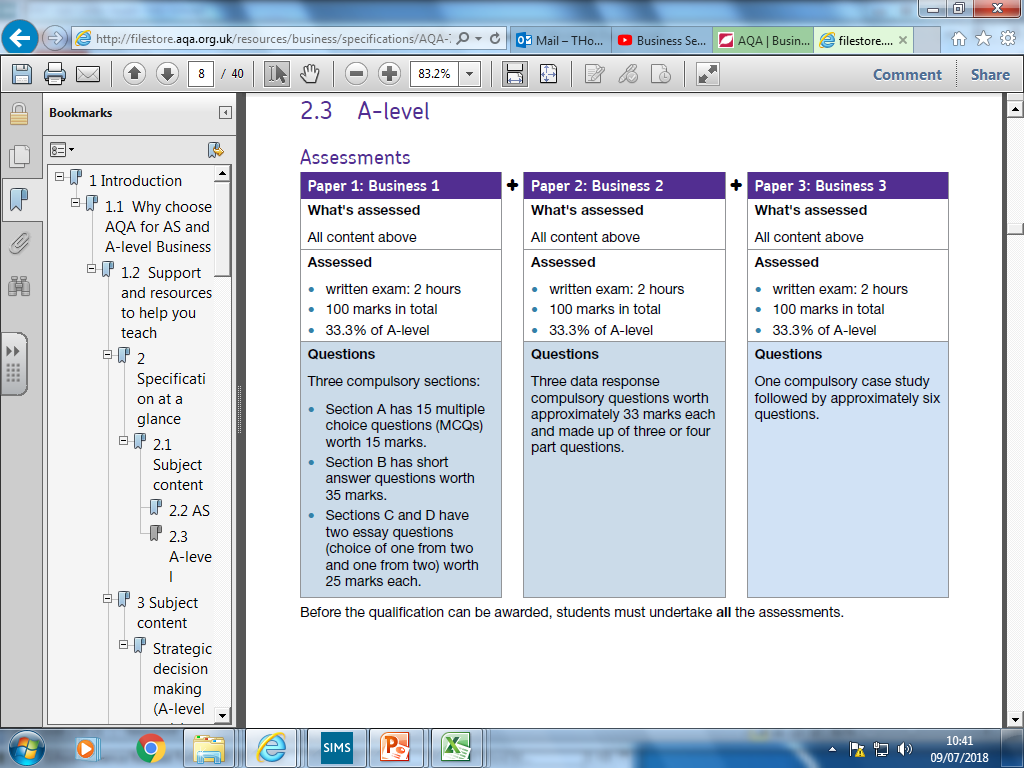 http://filestore.aqa.org.uk/resources/business/specifications/AQA-
Mail – THo...
Business Se...
AQA | Busin...
filestore....
8 / 40
83.2%
Comment
Share
Bookmarks
1 Introduction
1.1 Why choose
AQA for AS and
A-level Business
1.2 Support
and resources
to help you
teach
2
Specificati
on at a
glance
2.1
Subject
content
2.2 AS
2.3
A-leve
l
3 Subject
content
Strategic
decision
making
(A-level
2.3 A-level
Assessments
Paper 1: Business 1
What's assessed
All content above
Assessed
• written exam: 2 hours
• 100 marks in total
• 33.3% of A-level
Questions
Three compulsory sections:
• Section A has 15 multiple
choice questions (MCQs)
worth 15 marks.
• Section B has short
answer questions worth
35 marks.
• Sections C and D have
two essay questions
(choice of one from two
and one from two) worth
25 marks each.
+
Paper 2: Business 2
What's assessed
All content above
Assessed
• written exam: 2 hours
• 100 marks in total
• 33.3% of A-level
Questions
Three data response
compulsory questions worth
approximately 33 marks each
and made up of three or four
part questions.
+
Paper 3: Business 3
What's assessed
All content above
Assessed
• written exam: 2 hours
• 100 marks in total
• 33.3% of A-level
Questions
One compulsory case study
followed by approximately six
questions.
Before the qualification can be awarded, students must undertake all the assessments.
SIMS
10:41
09/07/2018